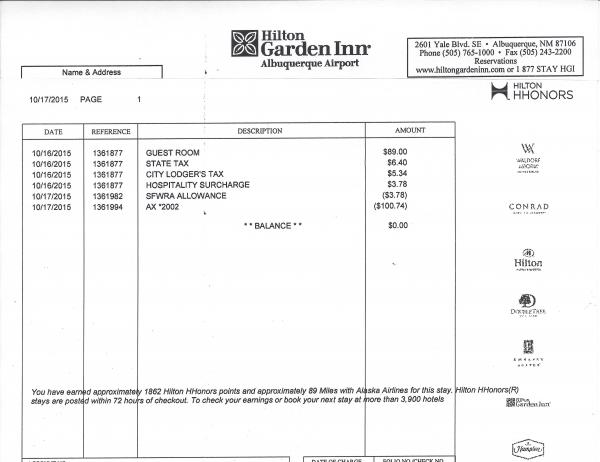 Hilton
Garden Inn
Albuquerque Airport
2601 Yale Blvd. SE • Albuquerque, NM 87106
Phone (505) 765-1000 • Fax (505) 243-2200
Reservations
www.hiltongardeninn.com or 1 877 STAY HGI
Name & Address
HILTON
HHONORS
10/17/2015 PAGE 1
DATE REFERENCE DESCRIPTION AMOUNT
10/16/2015 1361877 GUEST ROOM $89.00
10/16/2015 1361877 STATE TAX $6.40
10/16/2015 1361877 CITY LODGER'S TAX $5.34
10/16/2015 1361877 HOSPITALITY SURCHARGE $3.78
10/17/2015 1361982 SFWRA ALLOWANCE ($3.78)
10/17/2015 1361994 AX *2002 ($100.74)
** BALANCE ** $0.00
WALDORF
ASTORIA
CONRAD
Hilton
DOUBLETREE
EMBASSY
SUITES
You have earned approximately 1862 Hilton HHonors points and approximately 89 Miles with Alaska Airlines for this stay. Hilton HHonors(R)
stays are posted within 72 hours of checkout. To check your earnings or book your next stay at more than 3,900 hotels
Hilton
Garden Inn
Hampton
DATE OF CHARGE FOLIO NO./CHECK NO.